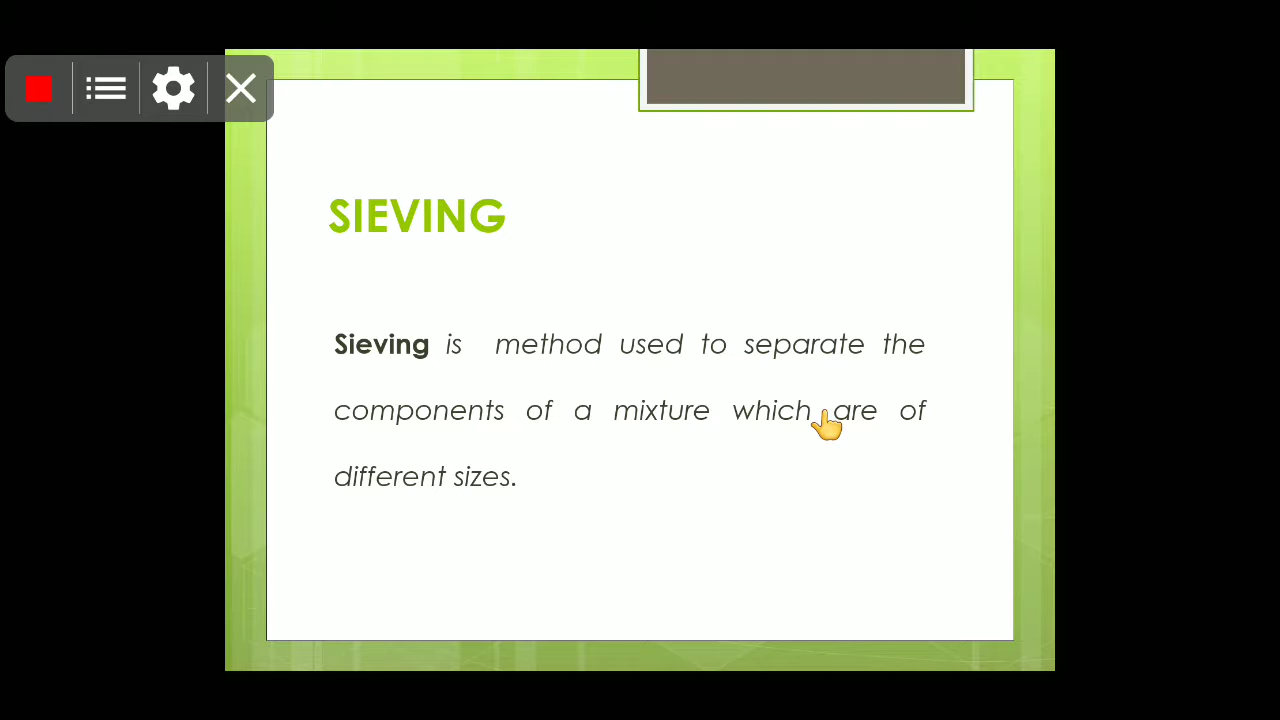 SIEVING
Sieving is method used to separate the
components of a mixture which are of
different sizes.